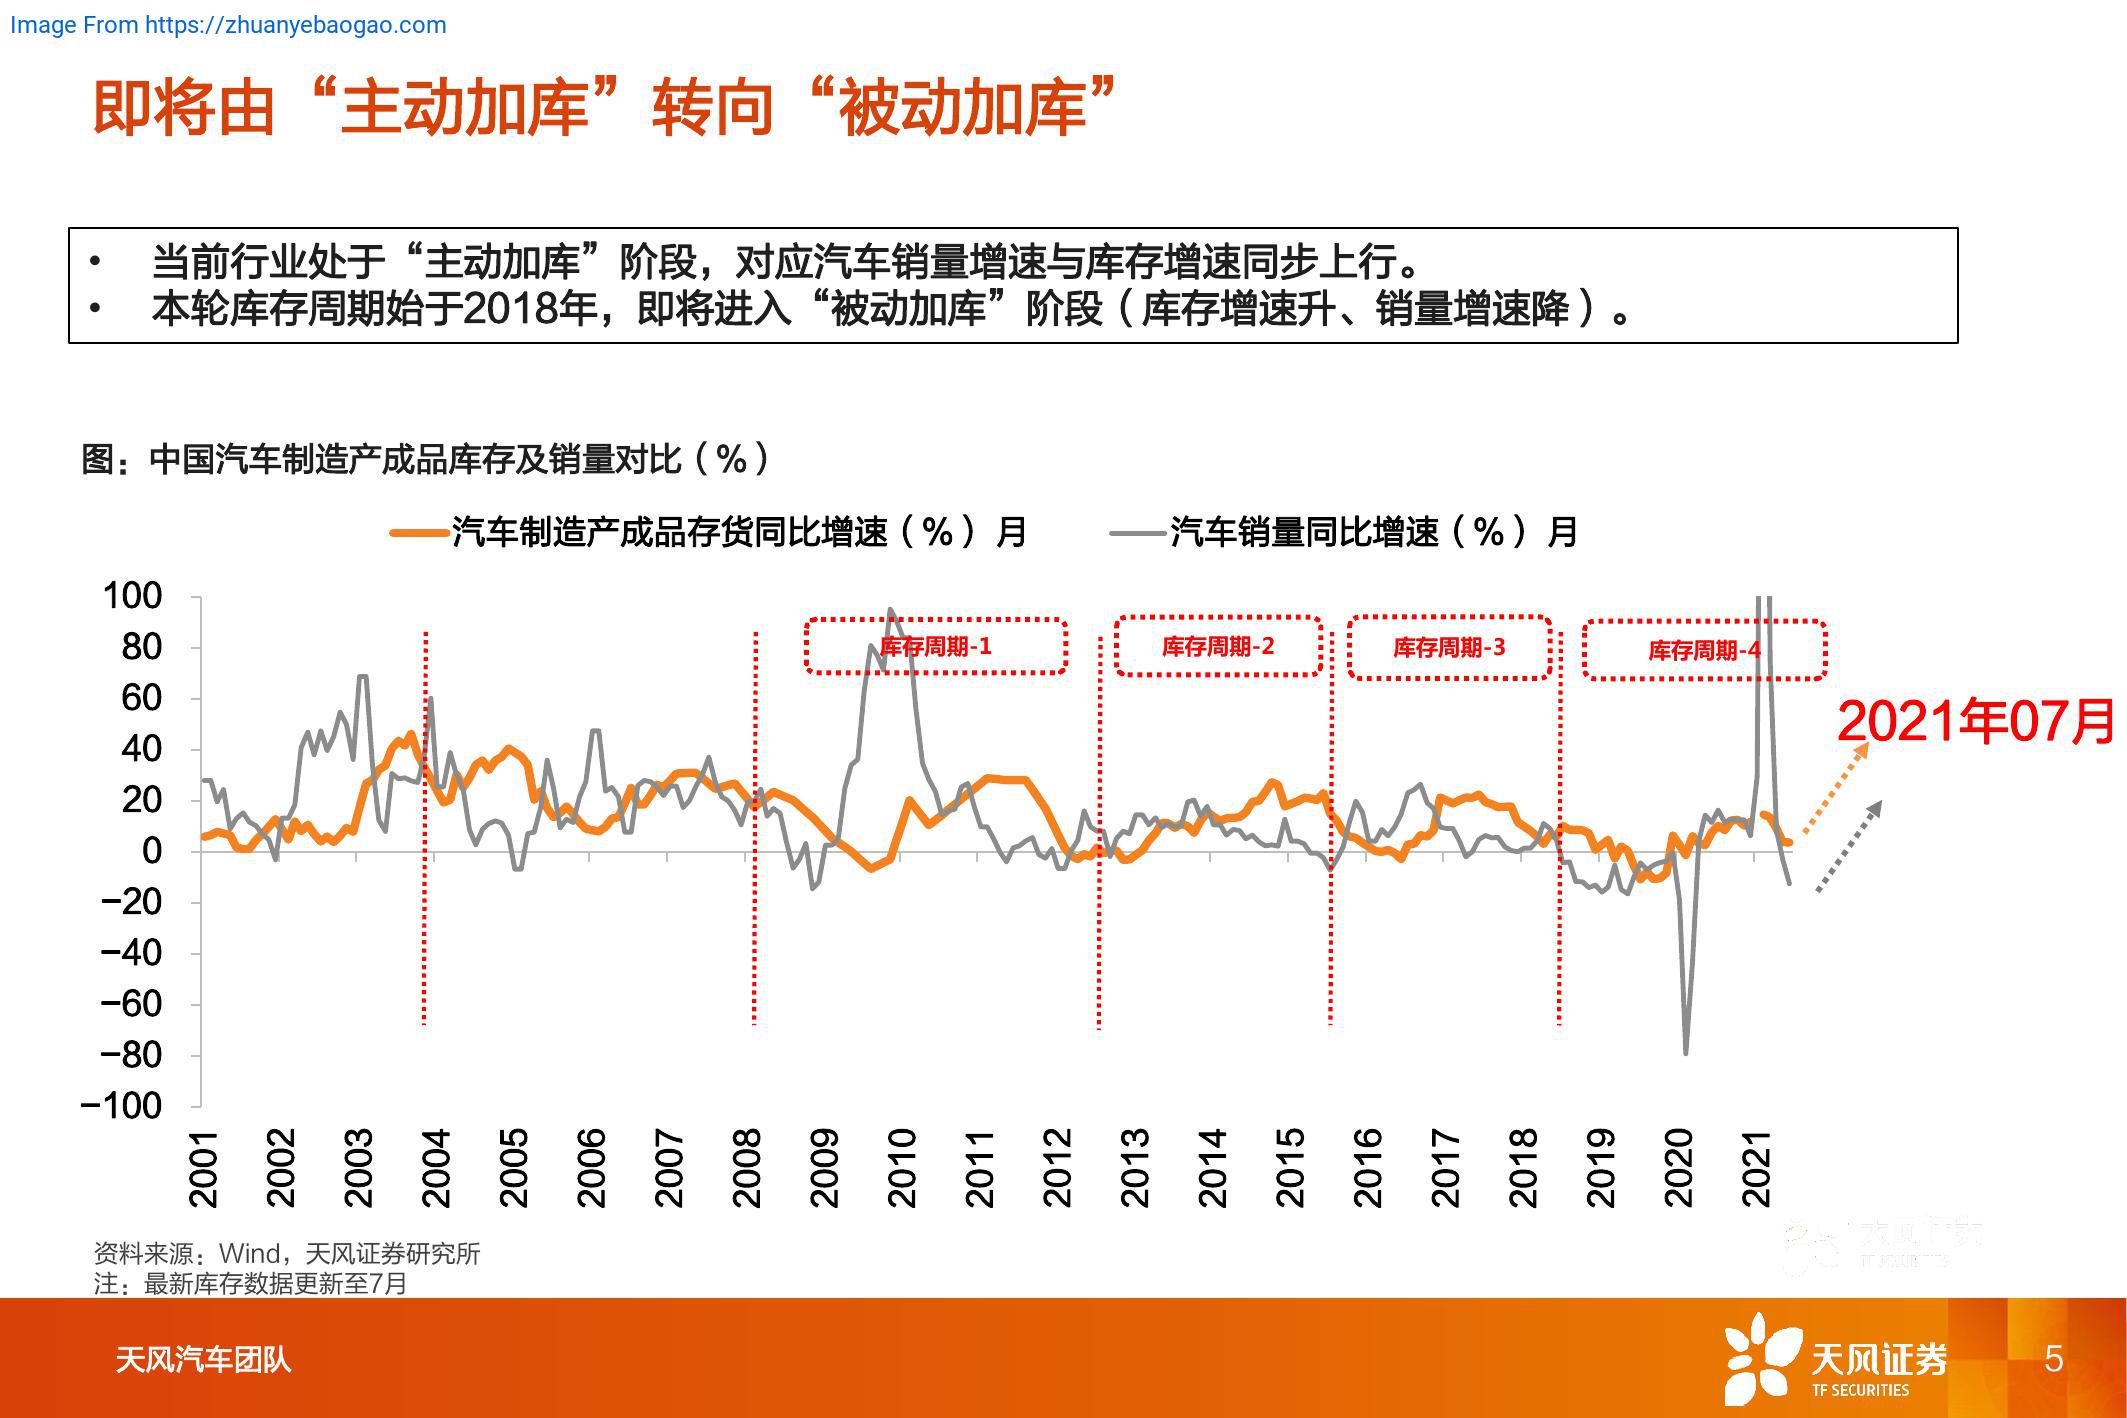 Image From https://zhuanyebaogao.com
即将由“主动加库”转向“被动加库”
• 当前行业处于“主动加库”阶段，对应汽车销量增速与库存增速同步上行。
• 本轮库存周期始于2018年，即将进入“被动加库”阶段（库存增速升、销量增速降）。
图：中国汽车制造产成品库存及销量对比（%）
汽车制造产成品存货同比增速（%）月
汽车销量同比增速（%）月
100
80
60
40
20
0
−20
−40
−60
−80
−100
库存周期-1
库存周期-2
库存周期-3
库存周期-4
2021年07月
2001
2002
2003
2004
2005
2006
2007
2008
2009
2010
2011
2012
2013
2014
2015
2016
2017
2018
2019
2020
2021
资料来源：Wind，天风证券研究所
注：最新库存数据更新至7月
天风证券
TF SECURITIES
天风汽车团队
天风证券
TF SECURITIES
5